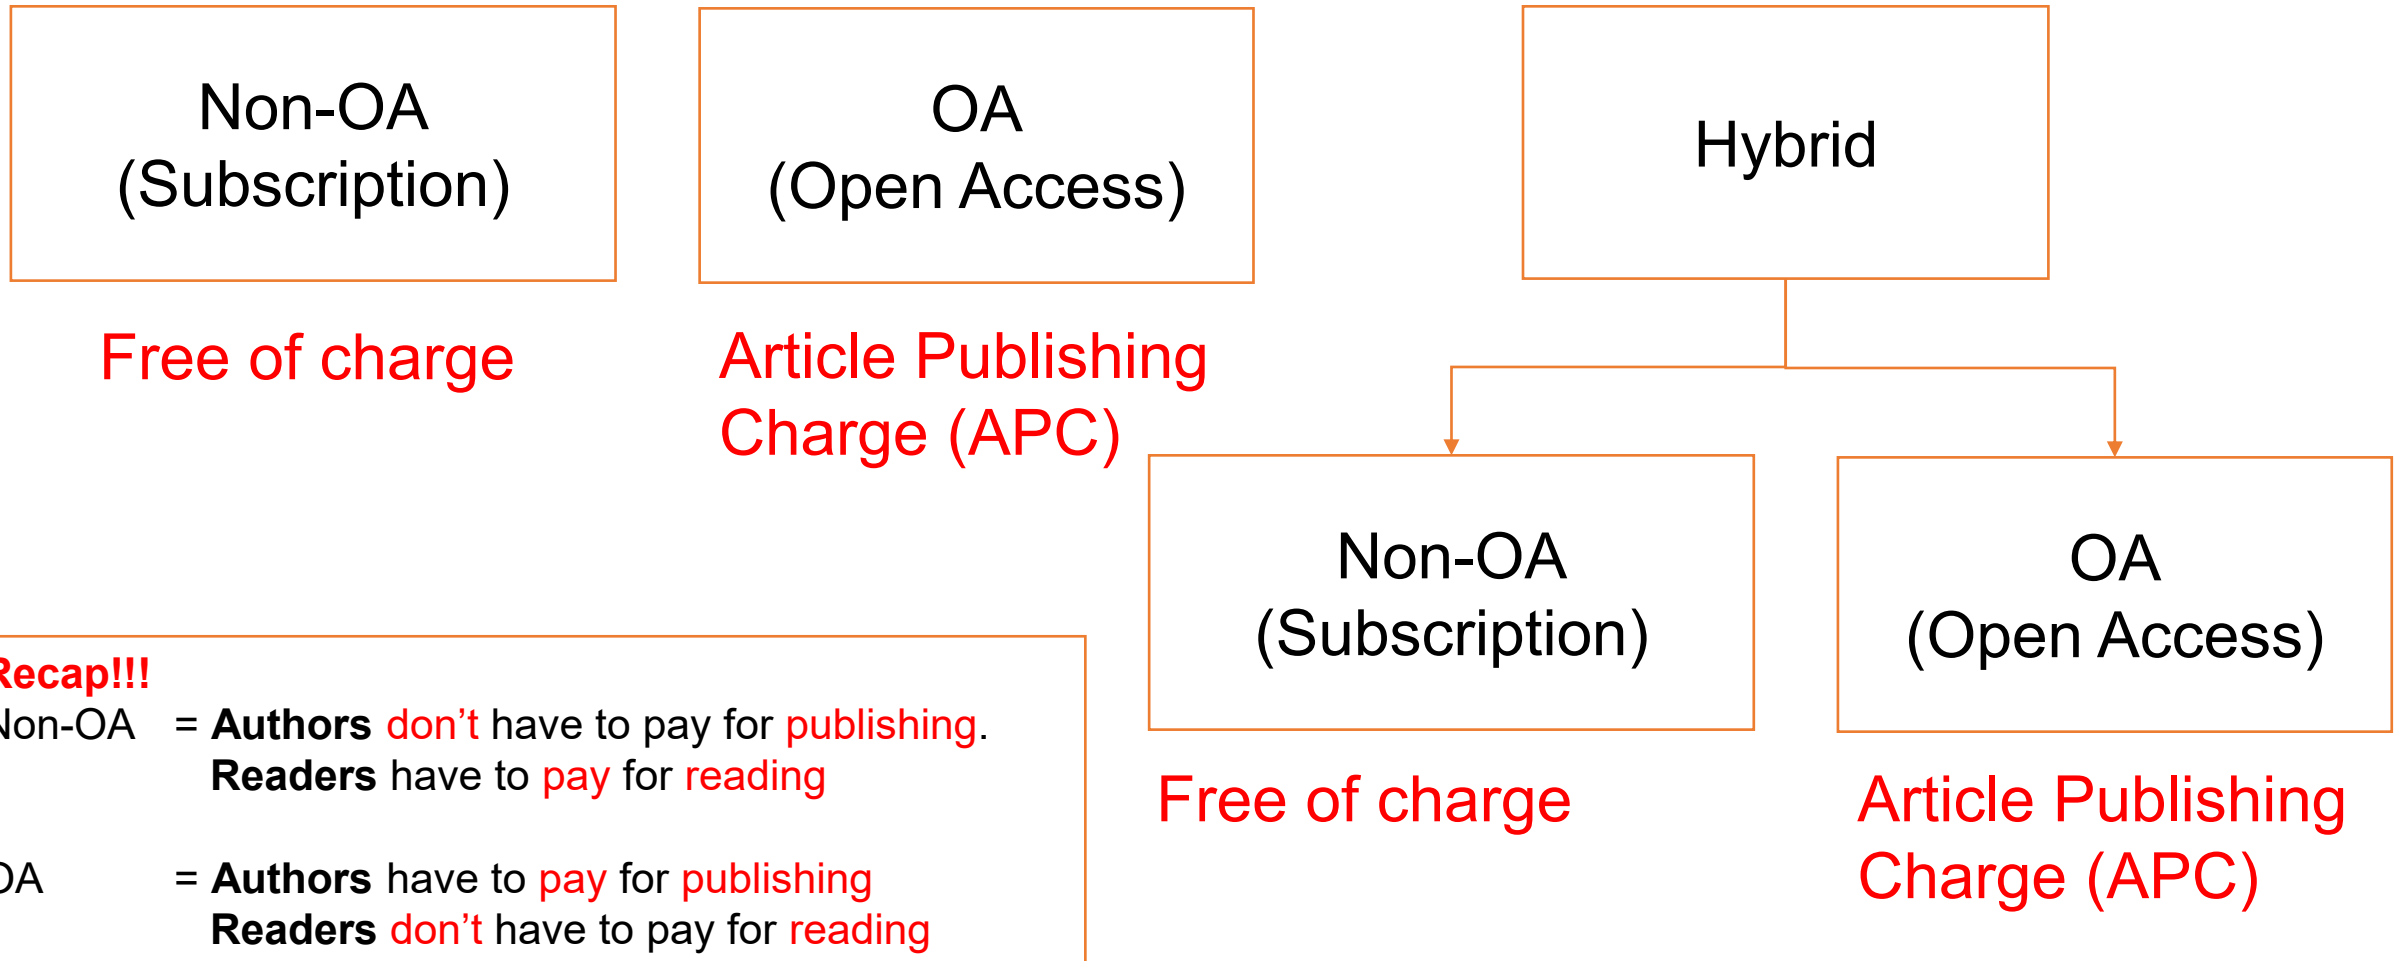 Non-OA
(Subscription)
Free of charge
OA
(Open Access)
Article Publishing
Charge (APC)
Hybrid
Non-OA
(Subscription)
Free of charge
OA
(Open Access)
Article Publishing
Charge (APC)
Recap!!!
Non-OA = Authors don't have to pay for publishing.
Readers have to pay for reading
OA = Authors have to pay for publishing
Readers don't have to pay for reading